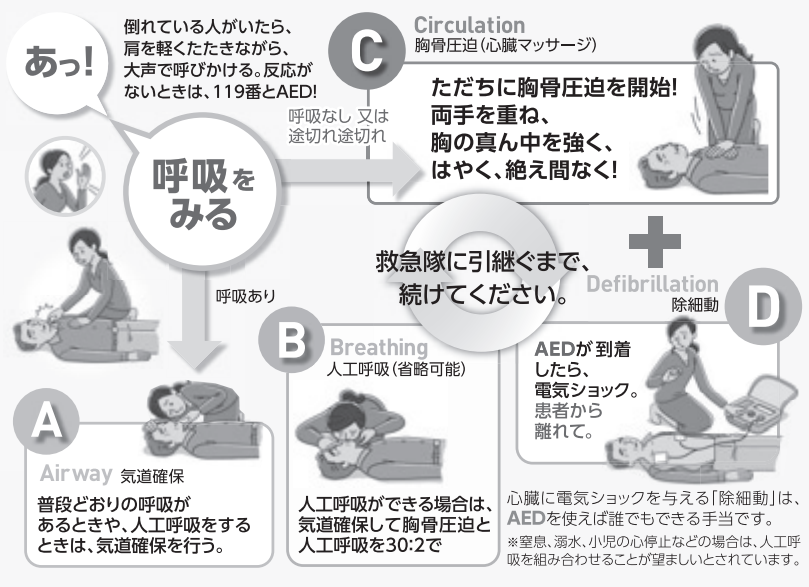 あっ!
倒れている人がいたら、
肩を軽くたたきながら、
大声で呼びかける。反応が
ないときは、119番とAED!
呼吸を
みる
呼吸なし 又は
途切れ途切れ
C
Circulation
胸骨圧迫(心臓マッサージ)
ただちに胸骨圧迫を開始!
両手を重ね、
胸の真ん中を強く、
はやく、絶え間なく!
救急隊に引継ぐまで、
続けてください。
呼吸あり
A
Airway 気道確保
普段どおりの呼吸が
あるときや、人工呼吸をする
ときは、気道確保を行う。
B
Breathing
人工呼吸(省略可能)
人工呼吸ができる場合は、
気道確保して胸骨圧迫と
人工呼吸を30:2で
+
Defibrillation
除細動
D
AEDが到着
したら、
電気ショック。
患者から
離れて。
心臓に電気ショックを与える「除細動」は、
AEDを使えば誰でもできる手当です。
※窒息、溺水、小児の心停止などの場合は、人工呼
吸を組み合わせることが望ましいとされています。